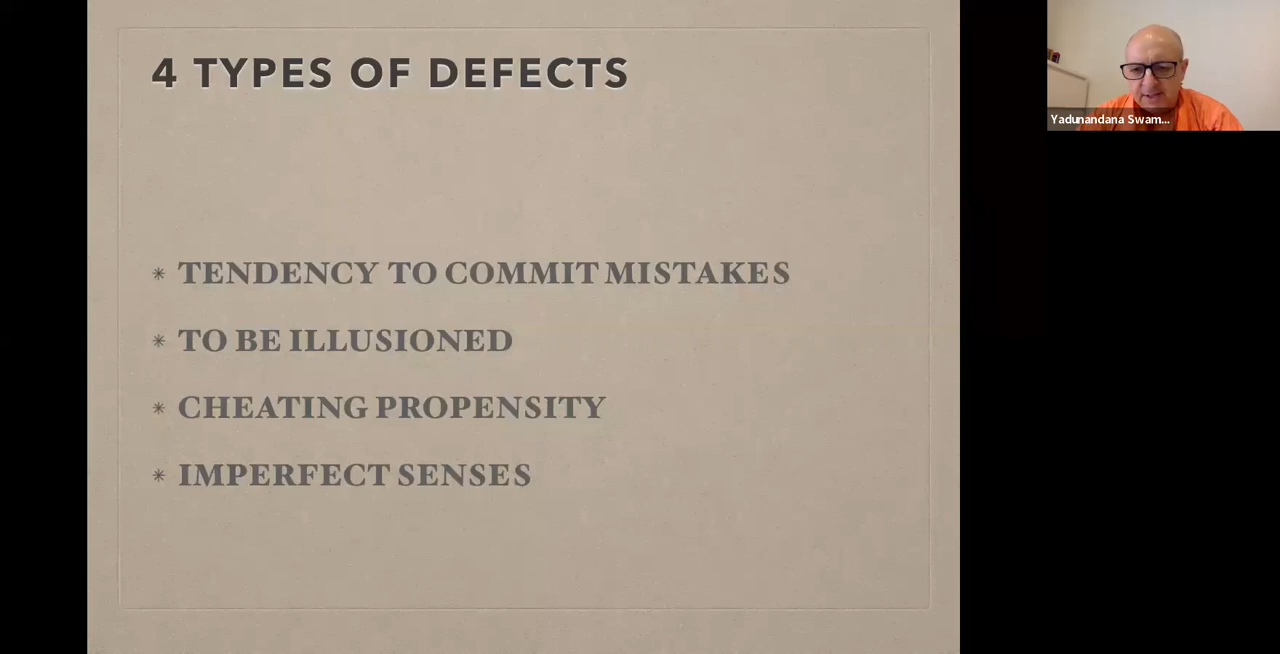 4 TYPES OF DEFECTS
* TENDENCY TO COMMIT MISTAKES
* TO BE ILLUSIONED
* CHEATING PROPENSITY
* IMPERFECT SENSES
Yadunandana Swam...